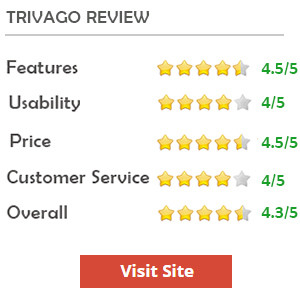 TRIVAGO REVIEW
Features 4.5/5
Usability 4/5
Price 4.5/5
Customer Service 4/5
Overall 4.3/5
Visit Site